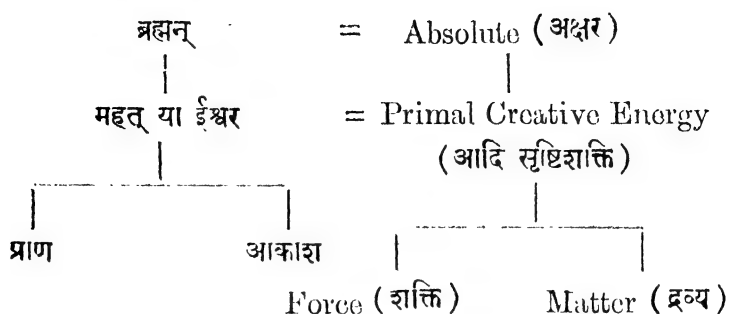 ब्रह्मन् = Absolute (अक्षर)
महत् या ईश्वर = Primal Creative Energy
(आदि सृष्टिशक्ति)
प्राण आकाश
Force (शक्ति) Matter (द्रव्य)